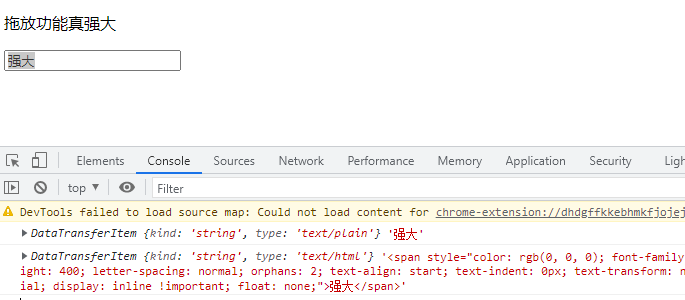 拖放功能真强大
强大
Elements Console Sources Network Performance Memory Application Security Ligh
top ▼ Filter
DevTools failed to load source map: Could not load content for chrome-extension://dhdgffkkebhmkfjojej
▶ DataTransferItem {kind: 'string', type: 'text/plain'} '强大'
▶ DataTransferItem {kind: 'string', type: 'text/html'} '<span style="color: rgb(0, 0, 0); font-family
ight: 400; letter-spacing: normal; orphans: 2; text-align: start; text-indent: 0px; text-transform: n
ial; display: inline !important; float: none;">强大</span>'